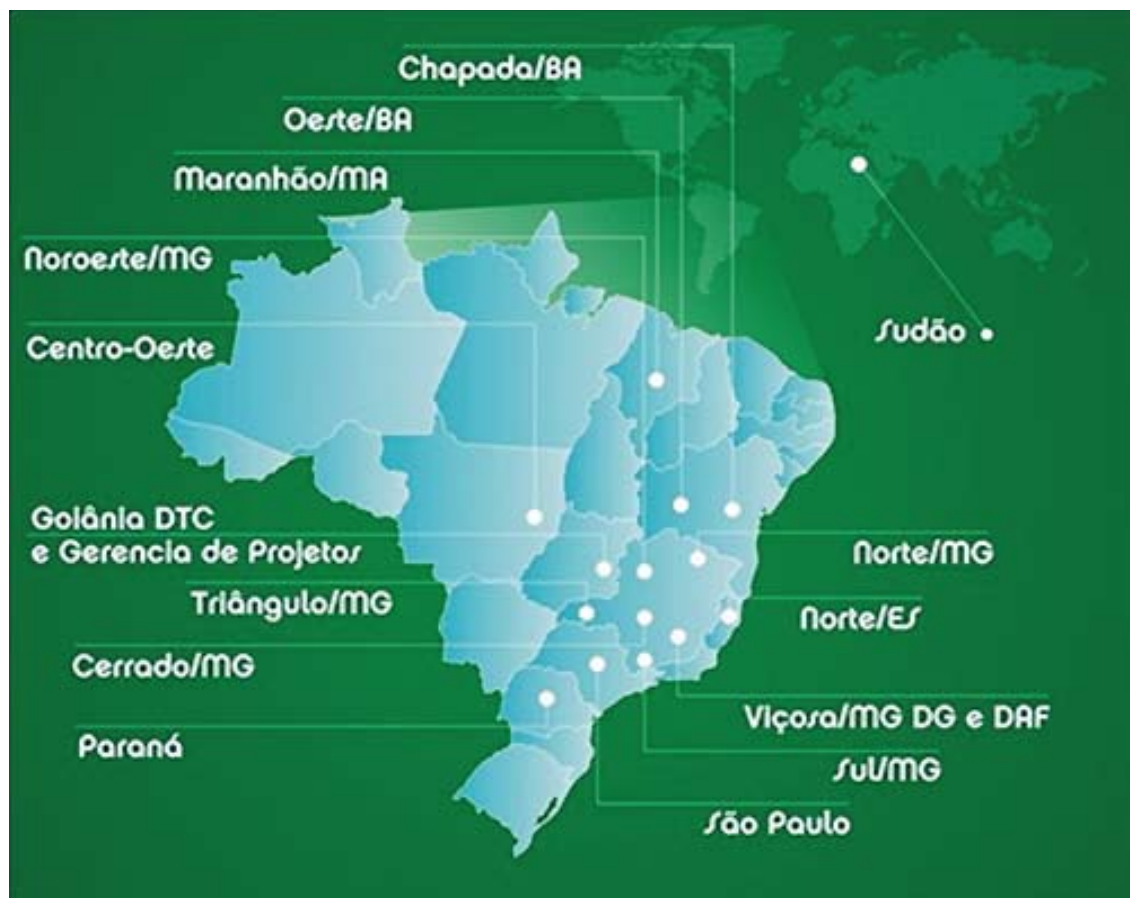 Chapada/BA
Oeste/BA
Maranhão/MA
Noroeste/MG
Centro-Oeste
Sudão
Goiânia DTC
e Gerencia de Projetos
Norte/MG
Triângulo/MG
Norte/ES
Cerrado/MG
Viçosa/MG DG e DAF
Paraná
Sul/MG
São Paulo